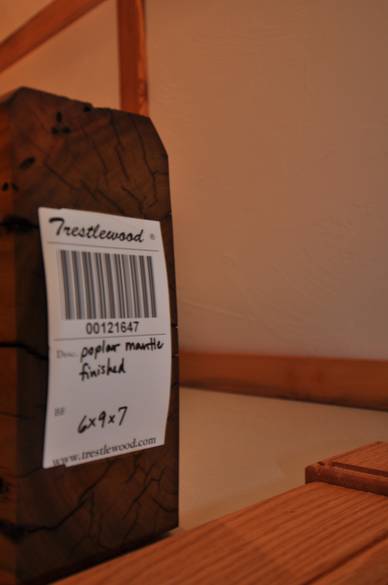 Trestlewood ®
00121647
Desc. poplar mantle
finished
BF
6x9x7
www.trestlewood.com